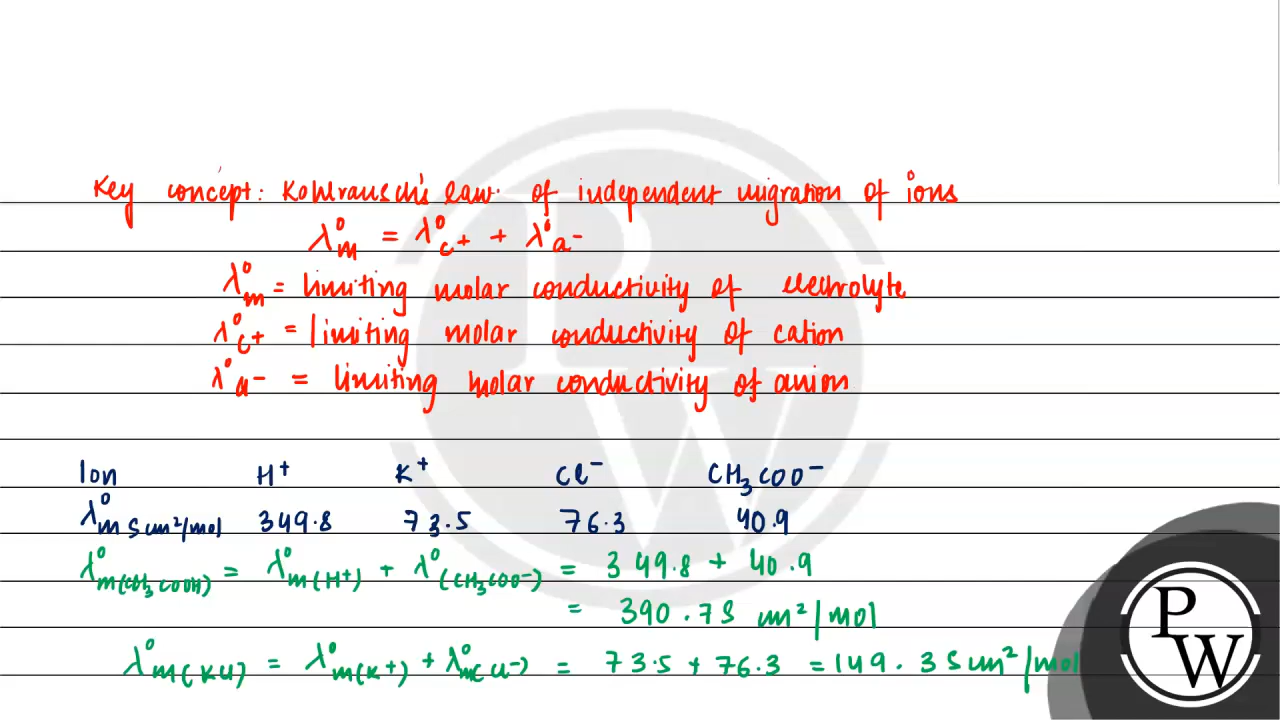 Key concept: Kohlrausch's law of independent migration of ions
λ°m = λ°c+ + λ°a-
λ°m = limiting molar conductivity of electrolyte
λ°c+ = limiting molar conductivity of cation
λ°a- = limiting molar conductivity of anion
Ion H+ K+ Cl- CH3COO-
λ°m S cm²/mol 349.8 73.5 76.3 40.9
λ°m(CH3COOH) = λ°m(H+) + λ°(CH3COO-) = 349.8 + 40.9
= 390.7 S cm²/mol
λ°m(KCl) = λ°m(K+) + λ°m(Cl-) = 73.5 + 76.3 = 149.3 S cm²/mol
PW